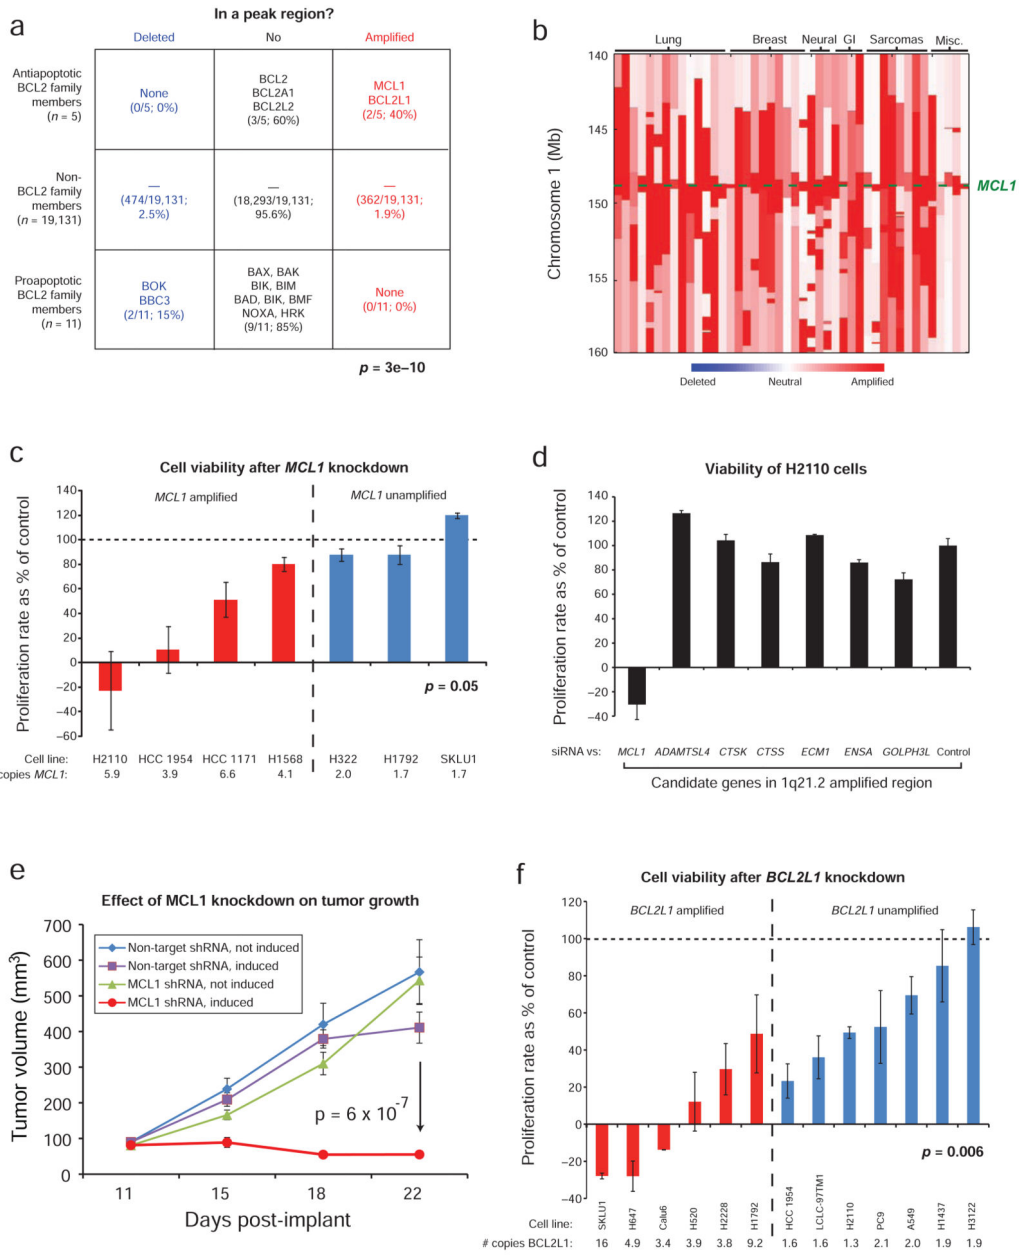 a
In a peak region?
Deleted
No
Amplified
Antiapoptotic
BCL2 family
members
(n = 5)
None
(0/5; 0%)
BCL2
BCL2A1
BCL2L2
(3/5; 60%)
MCL1
BCL2L1
(2/5; 40%)
Non-
BCL2 family
members
(n = 19,131)
—
(474/19,131;
2.5%)
—
(18,293/19,131;
95.6%)
—
(362/19,131;
1.9%)
Proapoptotic
BCL2 family
members
(n = 11)
BOK
BBC3
(2/11; 15%)
BAX, BAK
BIK, BIM
BAD, BIK, BMF
NOXA, HRK
(9/11; 85%)
None
(0/11; 0%)
p = 3e–10
b
Lung Breast Neural GI Sarcomas Misc.
Chromosome 1 (Mb)
140
145
150
155
160
MCL1
Deleted Neutral Amplified
c
Cell viability after MCL1 knockdown
MCL1 amplified
MCL1 unamplified
Proliferation rate as % of control
140
120
100
80
60
40
20
0
–20
–40
–60
p = 0.05
Cell line: H2110 HCC 1954 HCC 1171 H1568 H322 H1792 SKLU1
copies MCL1: 5.9 3.9 6.6 4.1 2.0 1.7 1.7
d
Viability of H2110 cells
Proliferation rate as % of control
140
120
100
80
60
40
20
0
–20
–40
siRNA vs: MCL1 ADAMTSL4 CTSK CTSS ECM1 ENSA GOLPH3L Control
Candidate genes in 1q21.2 amplified region
e
Effect of MCL1 knockdown on tumor growth
Tumor volume (mm³)
700
600
500
400
300
200
100
0
Non-target shRNA, not induced
Non-target shRNA, induced
MCL1 shRNA, not induced
MCL1 shRNA, induced
p = 6 x 10⁻⁷
11 15 18 22
Days post-implant
f
Cell viability after BCL2L1 knockdown
BCL2L1 amplified
BCL2L1 unamplified
Proliferation rate as % of control
120
100
80
60
40
20
0
–20
–40
p = 0.006
Cell line: SKLU1 H647 Calu6 H520 H2228 H1792 HCC 1954 LCLC-97TM1 H2110 PC9 A549 H1437 H3122
# copies BCL2L1: 16 4.9 3.4 3.9 3.8 9.2 1.6 1.6 1.3 2.1 2.0 1.9 1.9